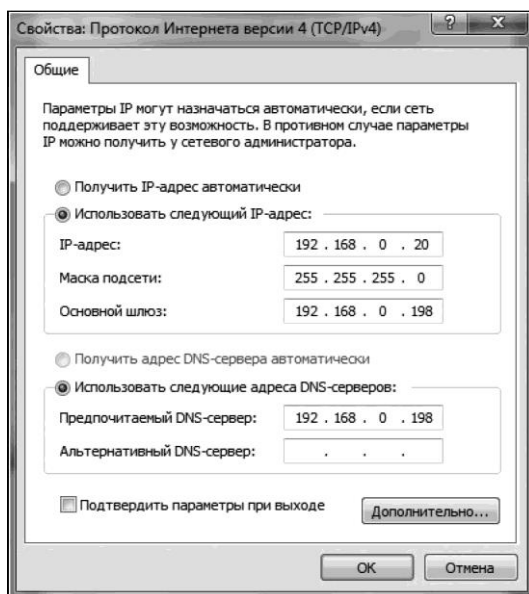 Свойства: Протокол Интернета версии 4 (TCP/IPv4)
Общие
Параметры IP могут назначаться автоматически, если сеть
поддерживает эту возможность. В противном случае параметры
IP можно получить у сетевого администратора.
Получить IP-адрес автоматически
Использовать следующий IP-адрес:
IP-адрес: 192 . 168 . 0 . 20
Маска подсети: 255 . 255 . 255 . 0
Основной шлюз: 192 . 168 . 0 . 198
Получить адрес DNS-сервера автоматически
Использовать следующие адреса DNS-серверов:
Предпочитаемый DNS-сервер: 192 . 168 . 0 . 198
Альтернативный DNS-сервер: . . .
Подтвердить параметры при выходе
Дополнительно...
OK Отмена